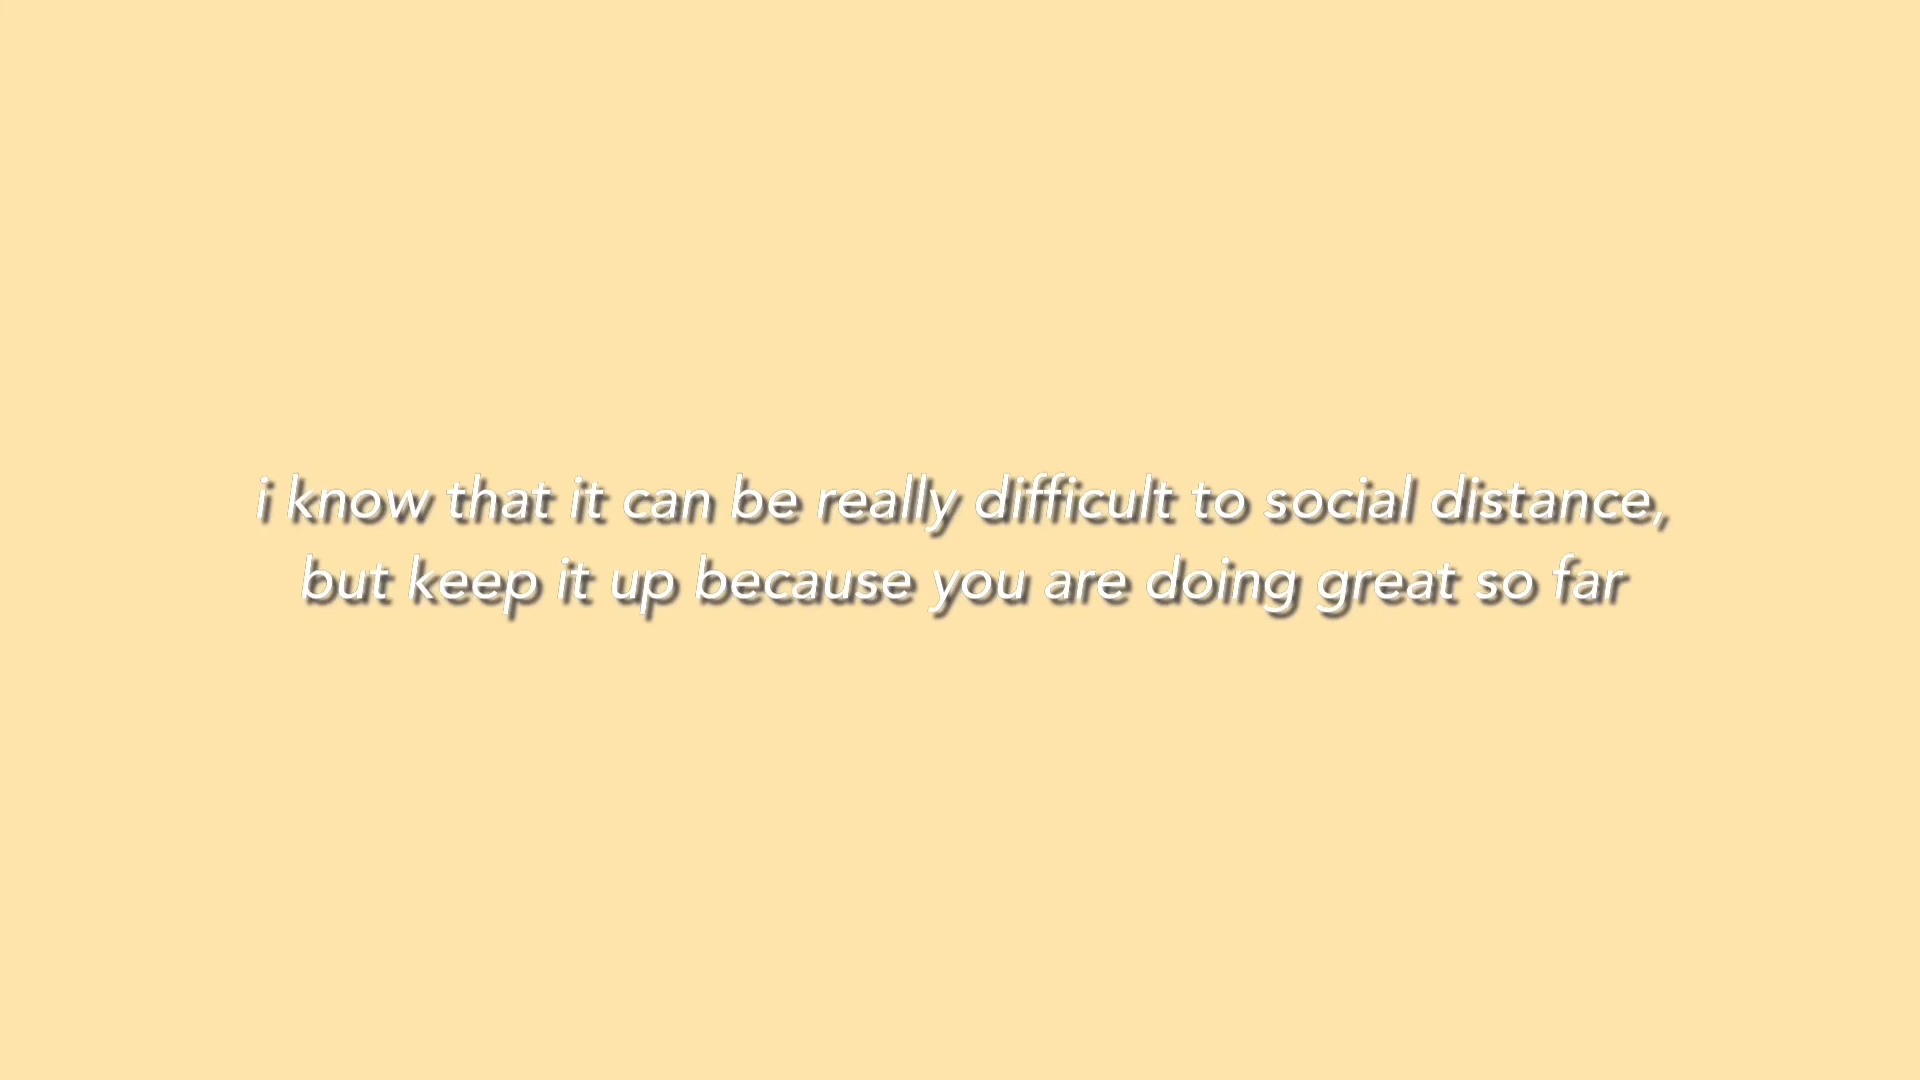 i know that it can be really difficult to social distance,
but keep it up because you are doing great so far